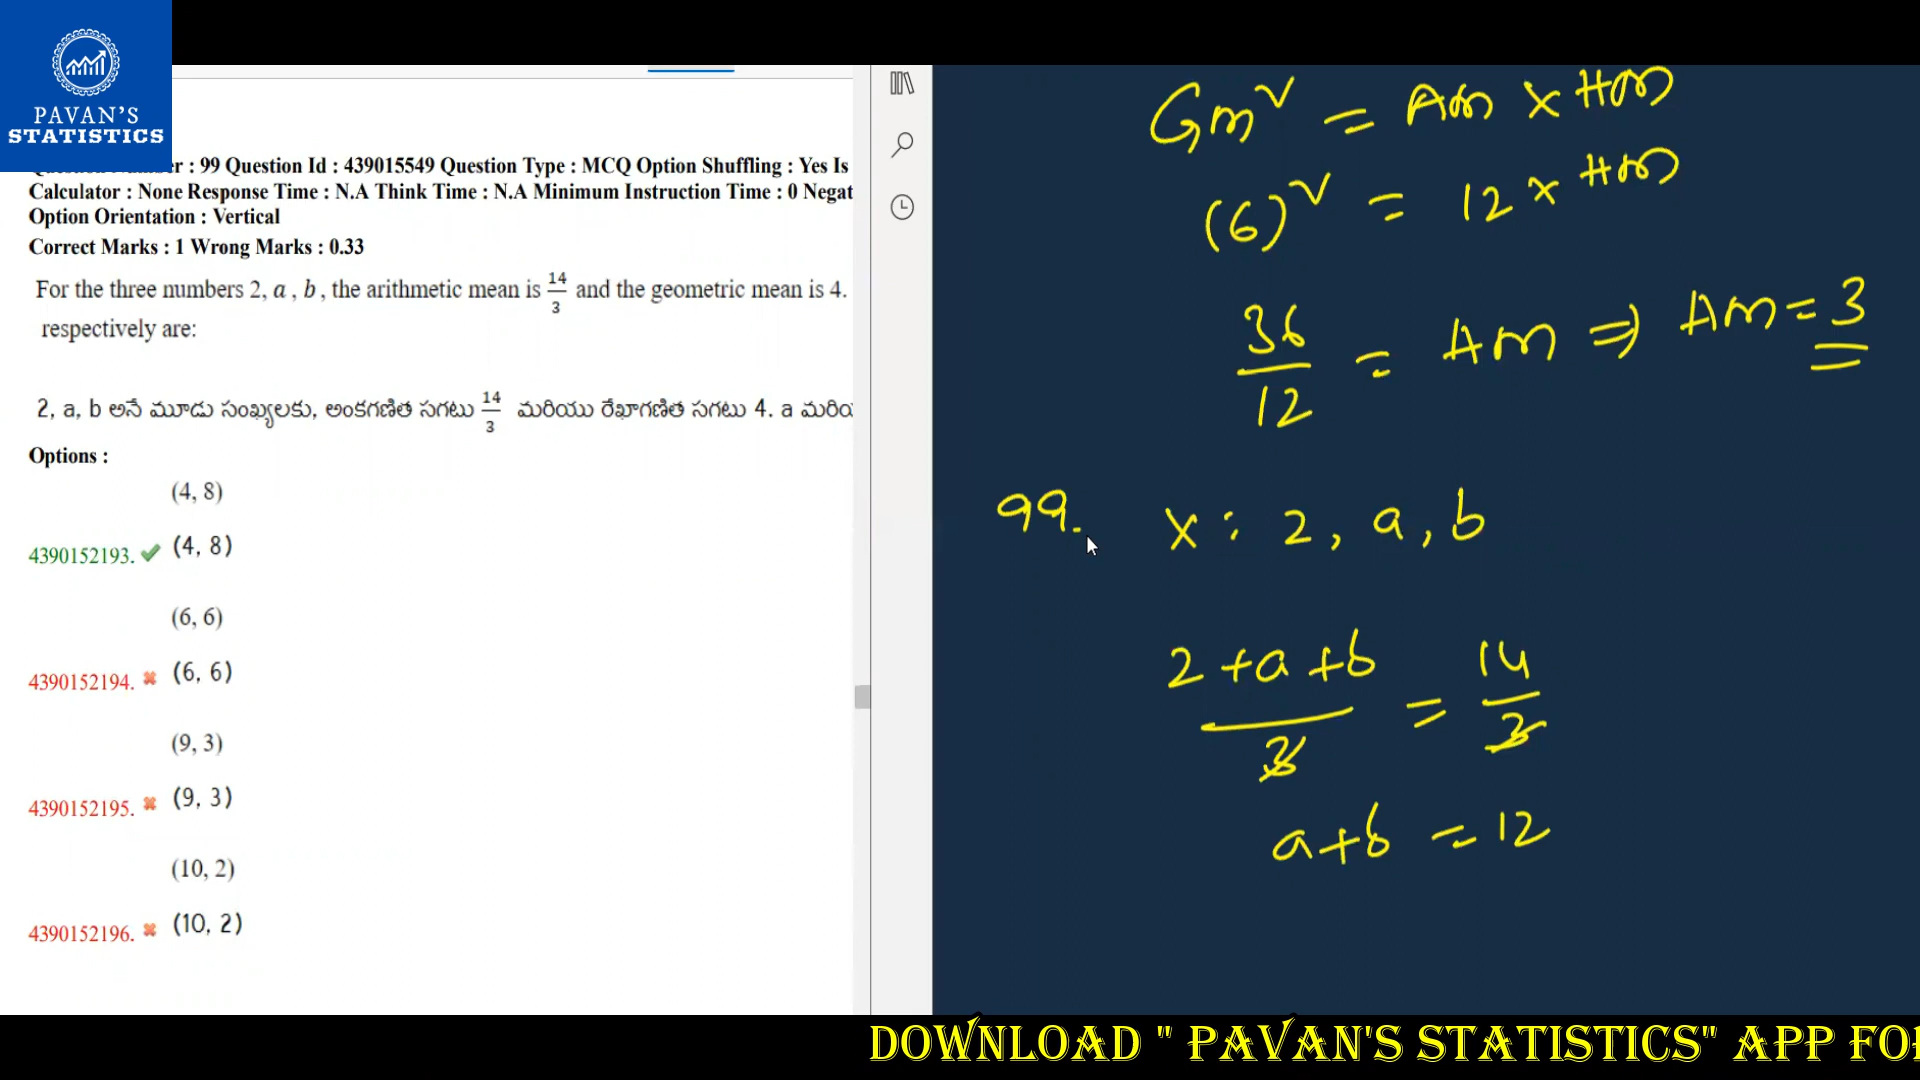 PAVAN'S
STATISTICS
er : 99 Question Id : 439015549 Question Type : MCQ Option Shuffling : Yes Is
Calculator : None Response Time : N.A Think Time : N.A Minimum Instruction Time : 0 Negat
Option Orientation : Vertical
Correct Marks : 1 Wrong Marks : 0.33
For the three numbers 2, a , b , the arithmetic mean is 14/3 and the geometric mean is 4.
respectively are:
2, a, b అనే మూడు సంఖ్యలకు, అంకగణిత సగటు 14/3 మరియు రేఖాగణిత సగటు 4. a మరియ
Options :
(4, 8)
4390152193. ✔ (4, 8)
(6, 6)
4390152194. ✖ (6, 6)
(9, 3)
4390152195. ✖ (9, 3)
(10, 2)
4390152196. ✖ (10, 2)
Gm² = Am × Hm
(6)² = 12 × Hm
36/12 = Am ⇒ Am = 3
99. x : 2, a, b
2+a+b/3 = 14/3
a+b = 12
DOWNLOAD " PAVAN'S STATISTICS" APP FO